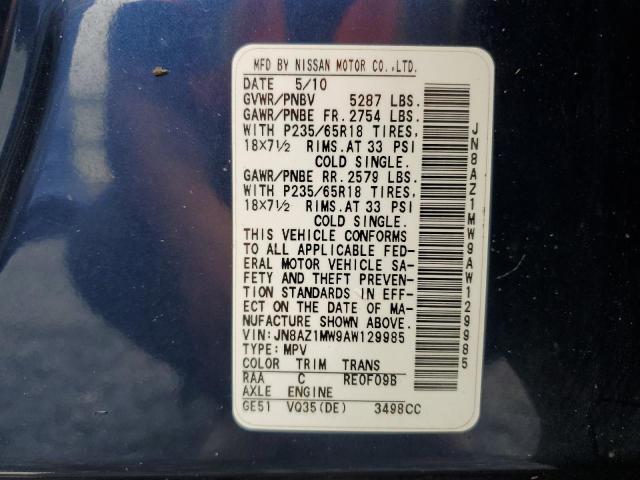 MFD BY NISSAN MOTOR CO.,LTD.
DATE 5/10
GVWR/PNBV 5287 LBS.
GAWR/PNBE FR.2754 LBS.
WITH P235/65R18 TIRES,
18X7½ RIMS.AT 33 PSI
COLD SINGLE.
GAWR/PNBE RR.2579 LBS.
WITH P235/65R18 TIRES,
18X7½ RIMS.AT 33 PSI
COLD SINGLE.
THIS VEHICLE CONFORMS
TO ALL APPLICABLE FED-
ERAL MOTOR VEHICLE SA-
FETY AND THEFT PREVEN-
TION STANDARDS IN EFF-
ECT ON THE DATE OF MA-
NUFACTURE SHOWN ABOVE.
VIN:JN8AZ1MW9AW129985
TYPE:MPV
COLOR TRIM TRANS
RAA C RE0F09B
AXLE ENGINE
GE51 VQ35(DE) 3498CC
JN8AZ1MW9AW129985